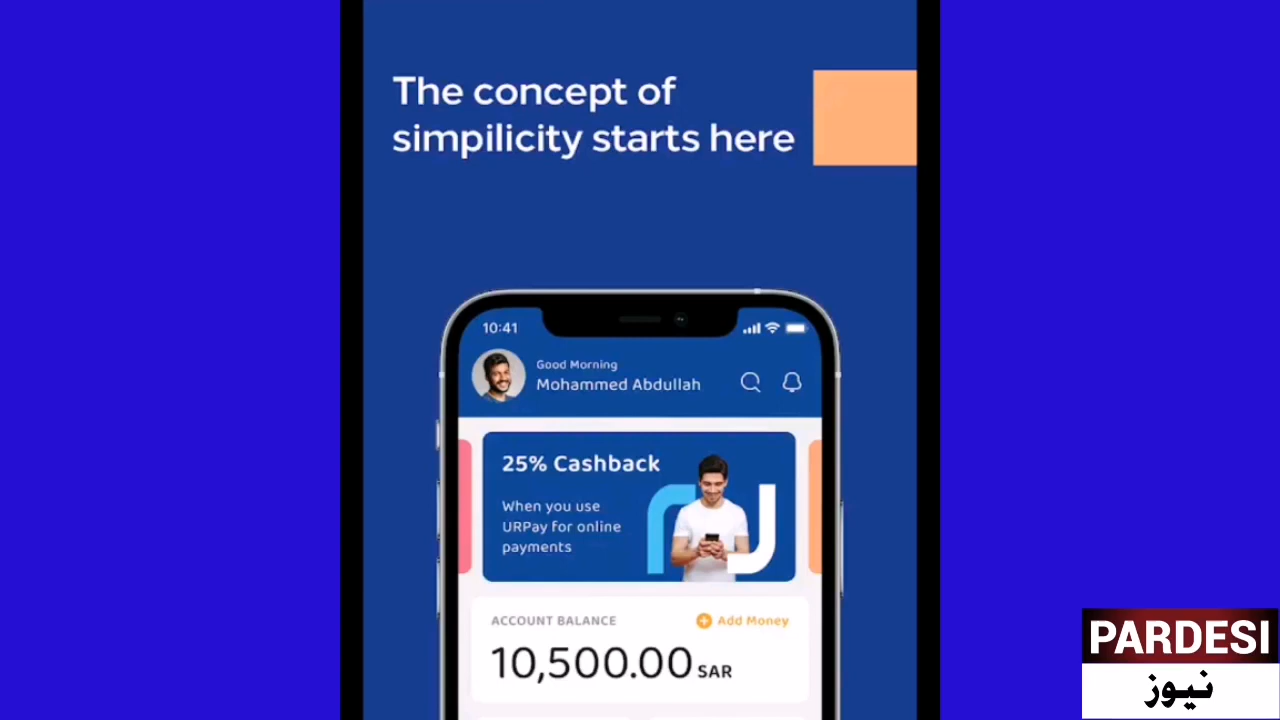 The concept of
simpilicity starts here
10:41
Good Morning
Mohammed Abdullah
25% Cashback
When you use
URPay for online
payments
ACCOUNT BALANCE
Add Money
10,500.00 SAR
PARDESI
نیوز